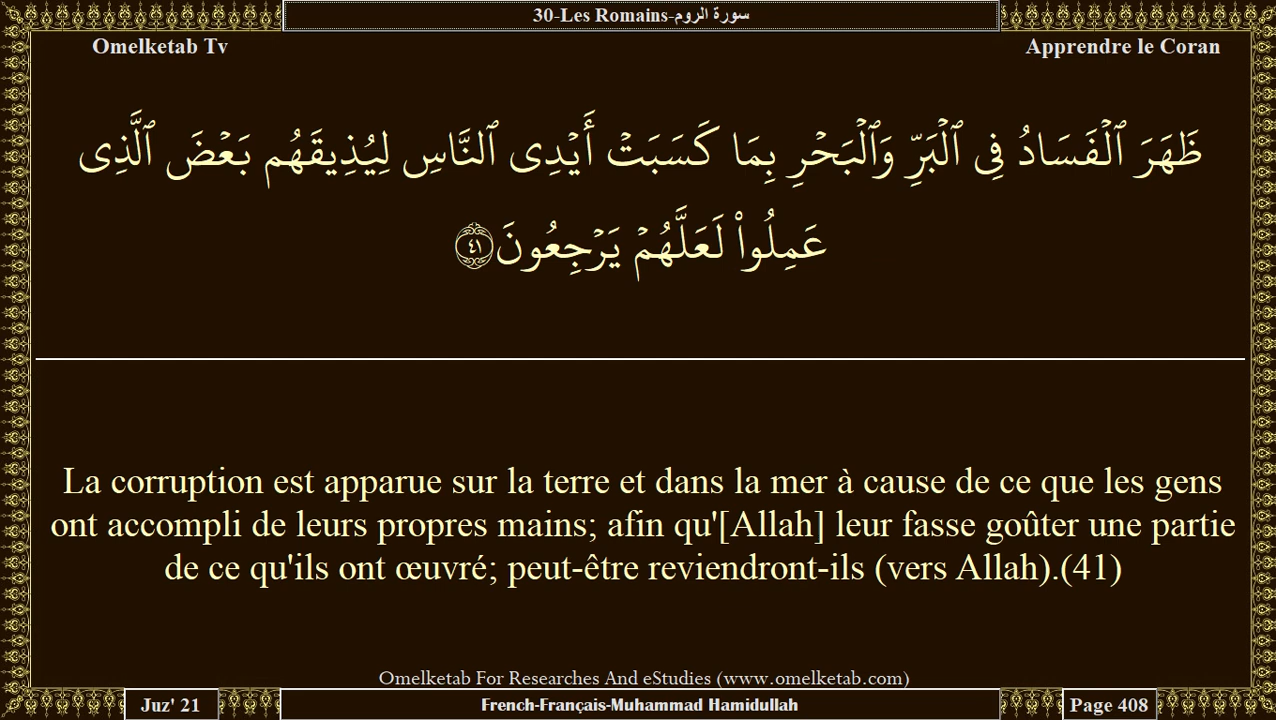 30-Les Romains-سورة الروم
Omelketab Tv
Apprendre le Coran
ظَهَرَ ٱلْفَسَادُ فِى ٱلْبَرِّ وَٱلْبَحْرِ بِمَا كَسَبَتْ أَيْدِى ٱلنَّاسِ لِيُذِيقَهُم بَعْضَ ٱلَّذِى
عَمِلُوا۟ لَعَلَّهُمْ يَرْجِعُونَ ٤١
La corruption est apparue sur la terre et dans la mer à cause de ce que les gens
ont accompli de leurs propres mains; afin qu'[Allah] leur fasse goûter une partie
de ce qu'ils ont œuvré; peut-être reviendront-ils (vers Allah).(41)
Omelketab For Researches And eStudies (www.omelketab.com)
Juz' 21
French-Français-Muhammad Hamidullah
Page 408